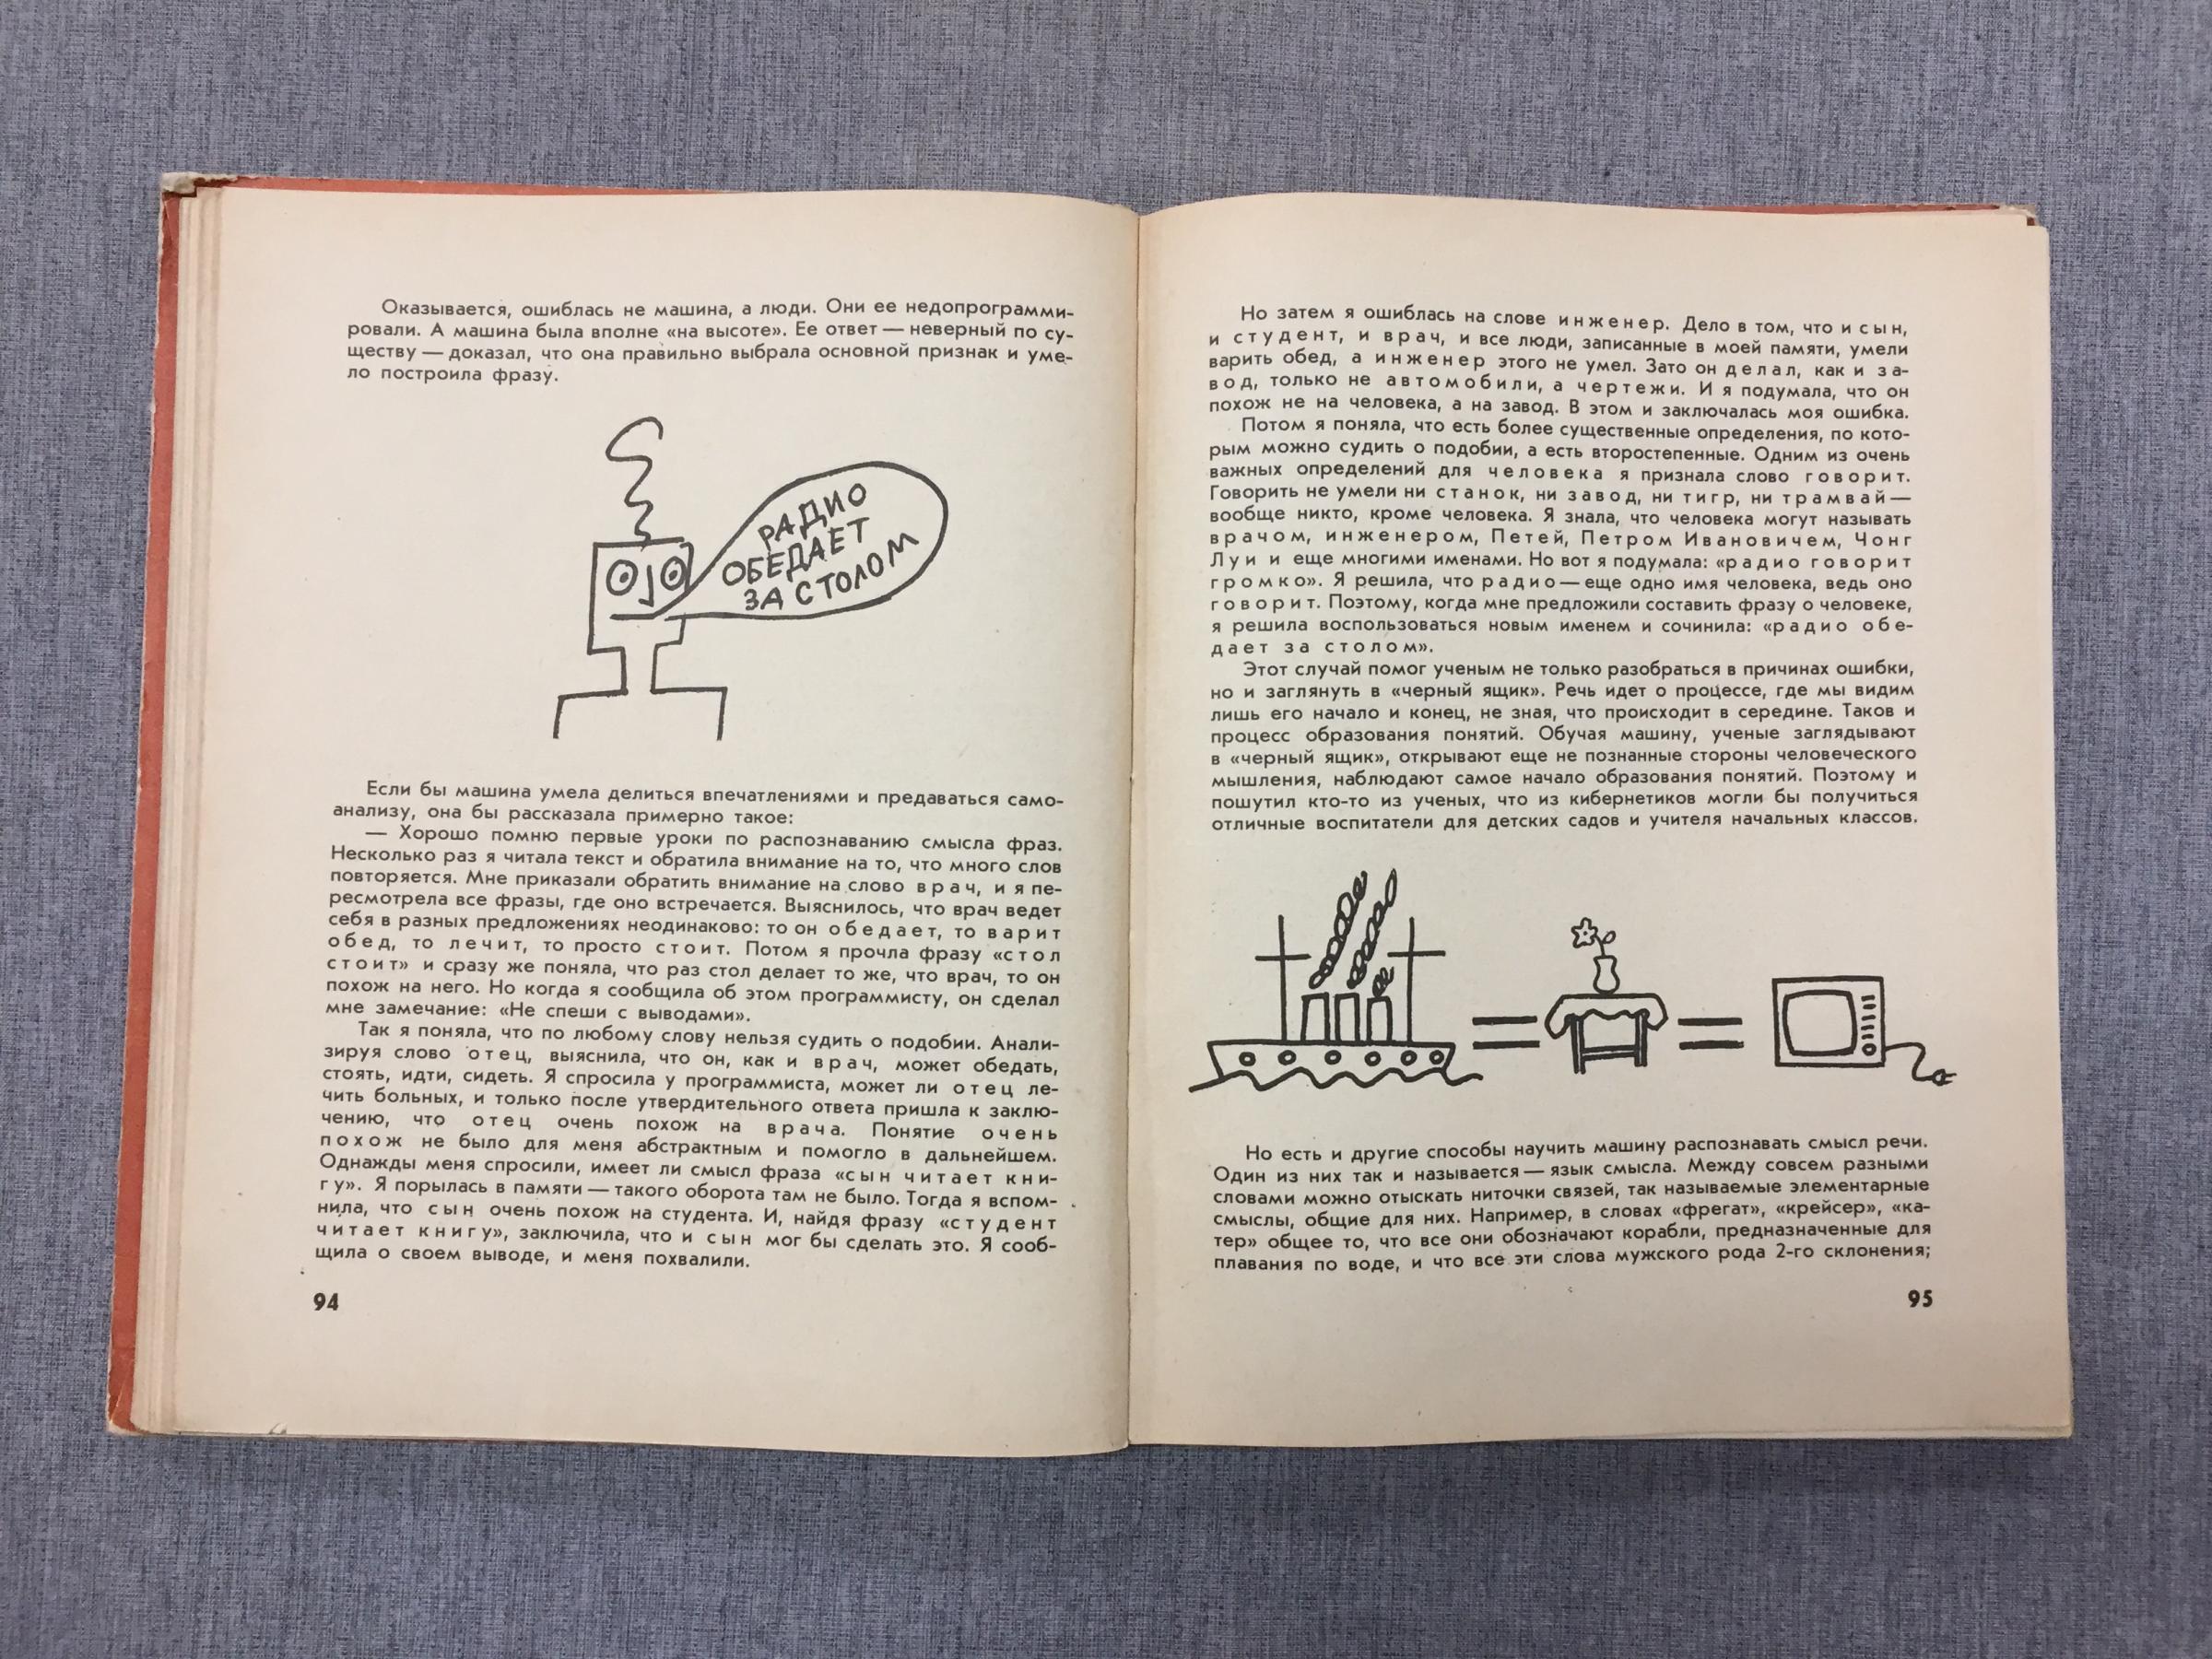 Оказывается, ошиблась не машина, а люди. Они ее недопрограмми-
ровали. А машина была вполне «на высоте». Ее ответ — неверный по су-
ществу — доказал, что она правильно выбрала основной признак и уме-
ло построила фразу.
РАДИО
ОБЕДАЕТ
ЗА СТОЛОМ
Если бы машина умела делиться впечатлениями и предаваться само-
анализу, она бы рассказала примерно такое:
— Хорошо помню первые уроки по распознаванию смысла фраз.
Несколько раз я читала текст и обратила внимание на то, что много слов
повторяется. Мне приказали обратить внимание на слово врач, и я пе-
ресмотрела все фразы, где оно встречается. Выяснилось, что врач ведет
себя в разных предложениях неодинаково: то он обедает, то варит
обед, то лечит, то просто стоит. Потом я прочла фразу «стол
стоит» и сразу же поняла, что раз стол делает то же, что врач, то он
похож на него. Но когда я сообщила об этом программисту, он сделал
мне замечание: «Не спеши с выводами».
Так я поняла, что по любому слову нельзя судить о подобии. Анали-
зируя слово отец, выяснила, что он, как и врач, может обедать,
стоять, идти, сидеть. Я спросила у программиста, может ли отец ле-
чить больных, и только после утвердительного ответа пришла к заклю-
чению, что отец очень похож на врача. Понятие очень
похож не было для меня абстрактным и помогло в дальнейшем.
Однажды меня спросили, имеет ли смысл фраза «сын читает кни-
гу». Я порылась в памяти — такого оборота там не было. Тогда я вспом-
нила, что сын очень похож на студента. И, найдя фразу «студент
читает книгу», заключила, что и сын мог бы сделать это. Я сооб-
щила о своем выводе, и меня похвалили.
94
Но затем я ошиблась на слове инженер. Дело в том, что и сын,
и студент, и врач, и все люди, записанные в моей памяти, умели
варить обед, а инженер этого не умел. Зато он делал, как и за-
вод, только не автомобили, а чертежи. И я подумала, что он
похож не на человека, а на завод. В этом и заключалась моя ошибка.
Потом я поняла, что есть более существенные определения, по кото-
рым можно судить о подобии, а есть второстепенные. Одним из очень
важных определений для человека я признала слово говорит.
Говорить не умели ни станок, ни завод, ни тигр, ни трамвай —
вообще никто, кроме человека. Я знала, что человека могут называть
врачом, инженером, Петей, Петром Ивановичем, Чонг
Луи и еще многими именами. Но вот я подумала: «радио говорит
громко». Я решила, что радио — еще одно имя человека, ведь оно
говорит. Поэтому, когда мне предложили составить фразу о человеке,
я решила воспользоваться новым именем и сочинила: «радио обе-
дает за столом».
Этот случай помог ученым не только разобраться в причинах ошибки,
но и заглянуть в «черный ящик». Речь идет о процессе, где мы видим
лишь его начало и конец, не зная, что происходит в середине. Таков и
процесс образования понятий. Обучая машину, ученые заглядывают
в «черный ящик», открывают еще не познанные стороны человеческого
мышления, наблюдают самое начало образования понятий. Поэтому и
пошутил кто-то из ученых, что из кибернетиков могли бы получиться
отличные воспитатели для детских садов и учителя начальных классов.
Но есть и другие способы научить машину распознавать смысл речи.
Один из них так и называется — язык смысла. Между совсем разными
словами можно отыскать ниточки связей, так называемые элементарные
смыслы, общие для них. Например, в словах «фрегат», «крейсер», «ка-
тер» общее то, что все они обозначают корабли, предназначенные для
плавания по воде, и что все эти слова мужского рода 2-го склонения;
95